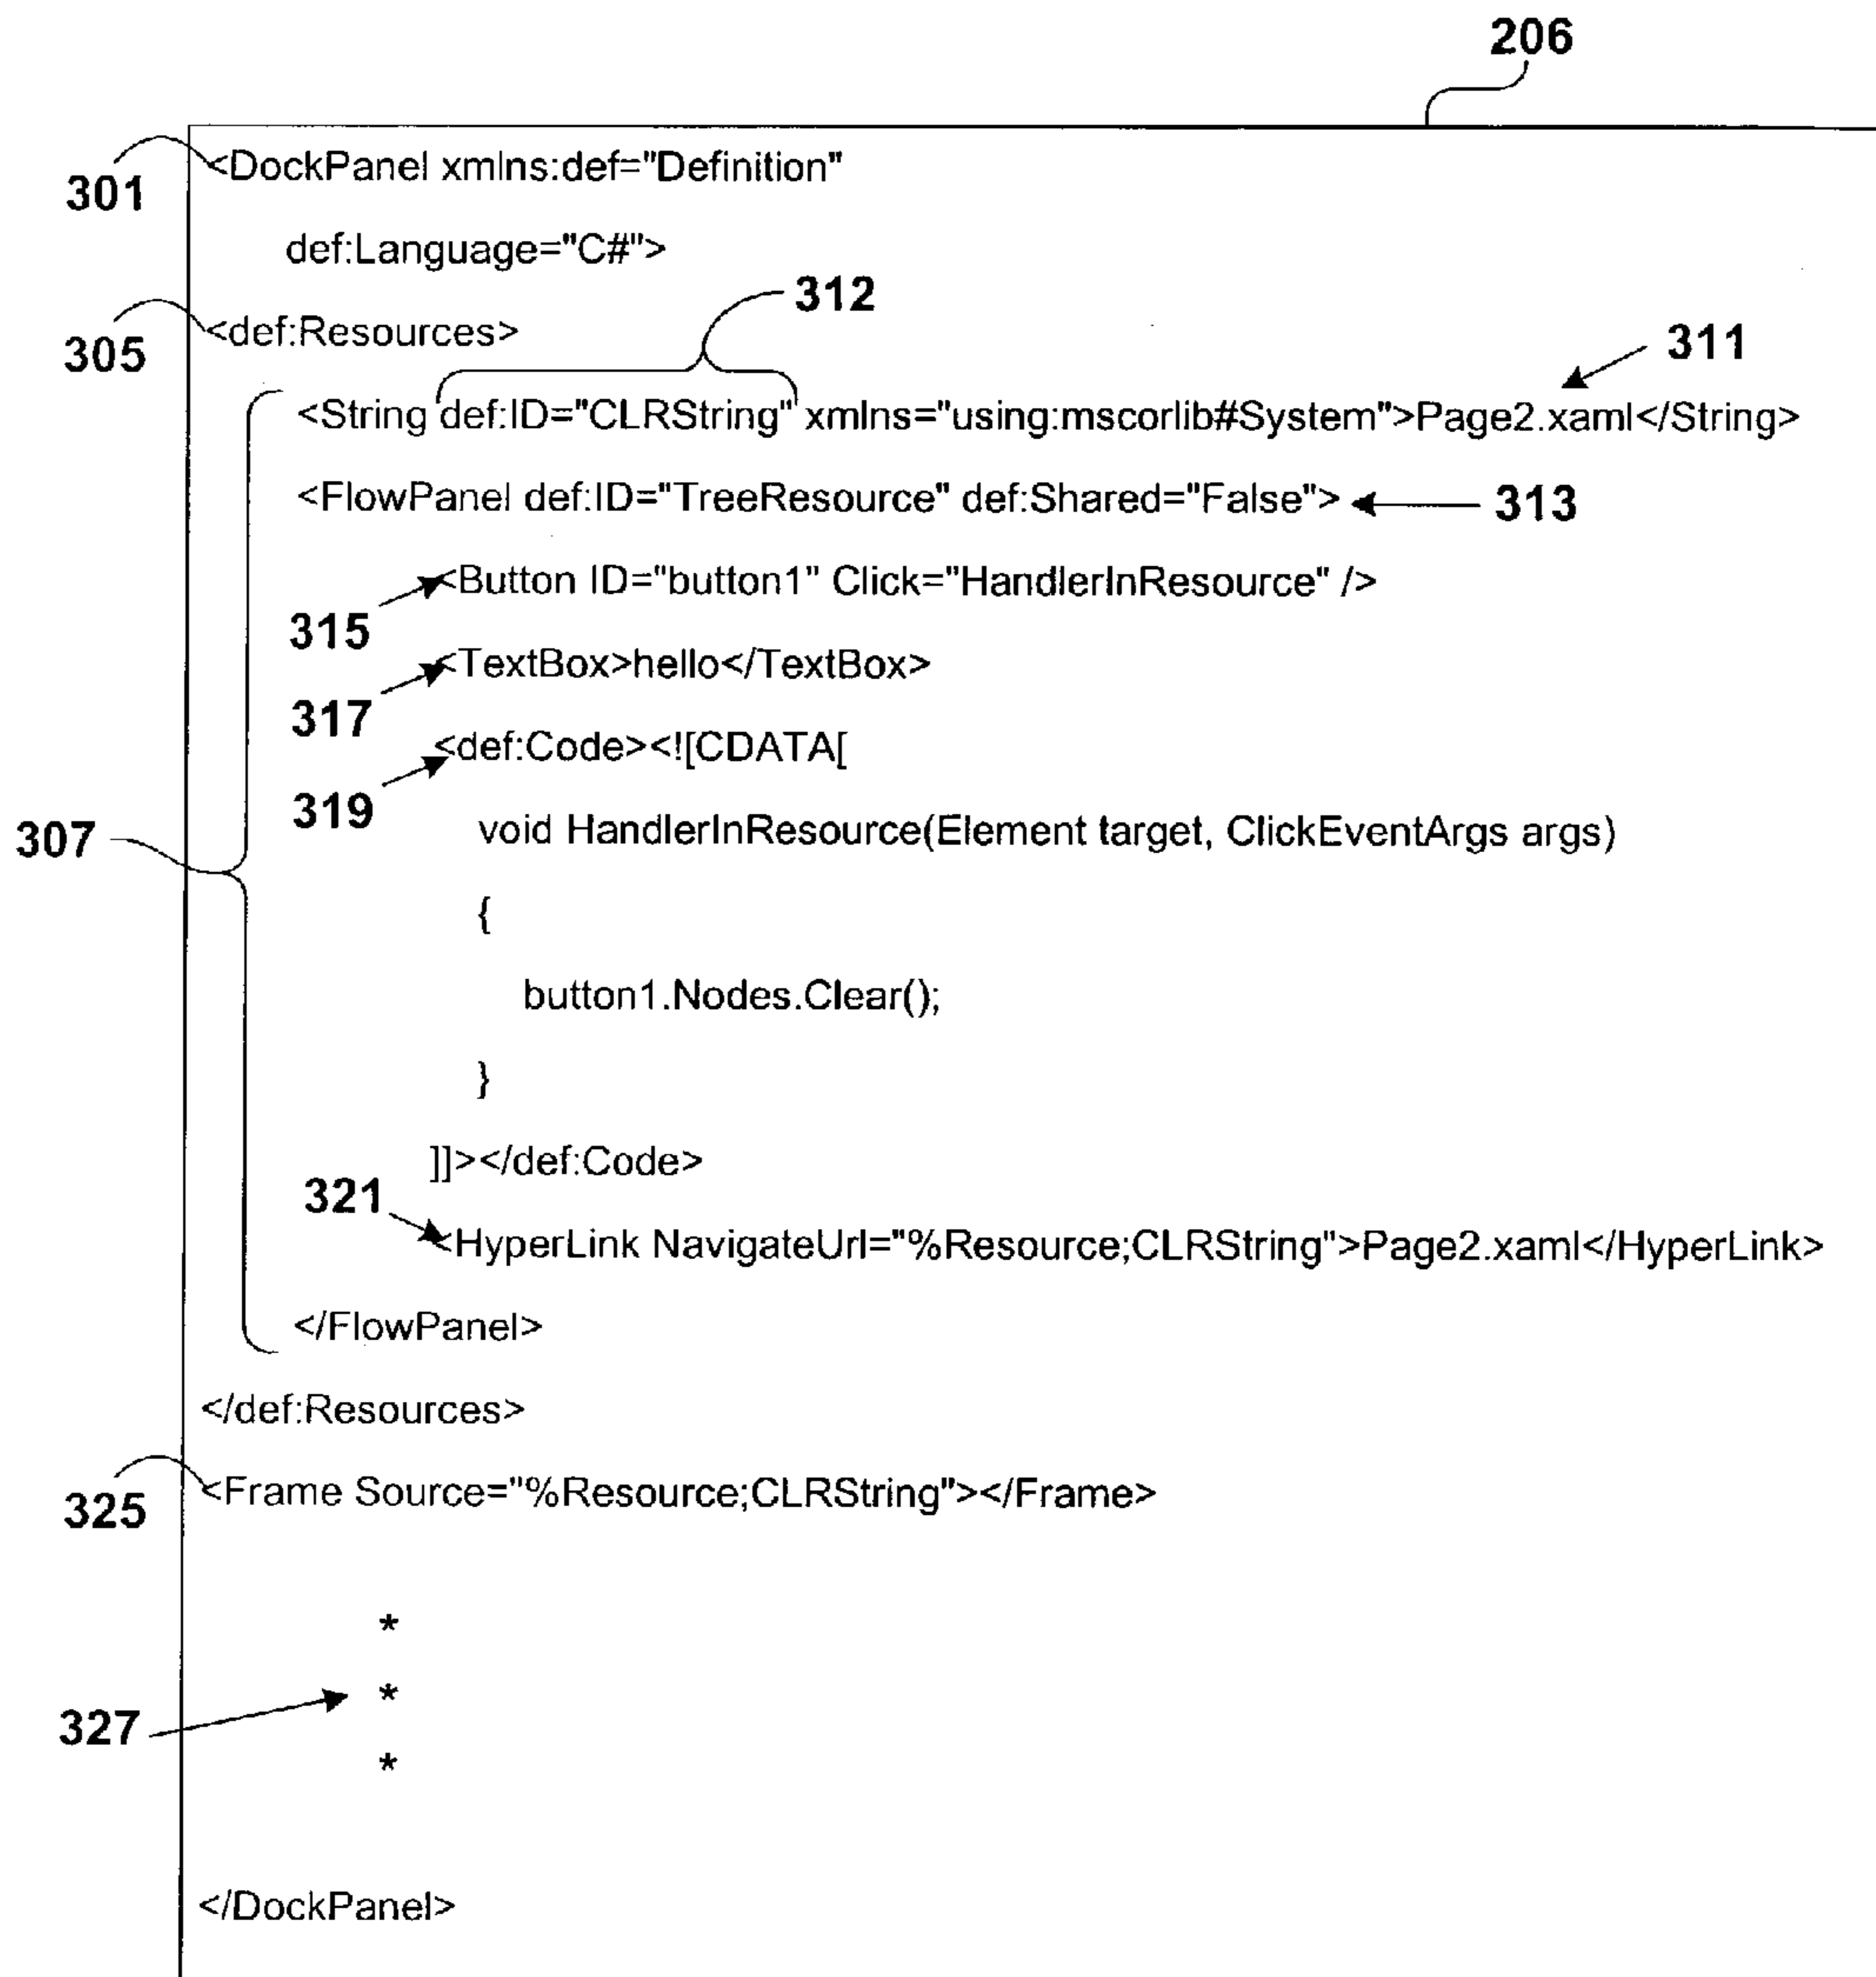 206
301 <DockPanel xmlns:def="Definition"
def:Language="C#">
312
305 <def:Resources>
311
<String def:ID="CLRString" xmlns="using:mscorlib#System">Page2.xaml</String>
<FlowPanel def:ID="TreeResource" def:Shared="False"> 313
<Button ID="button1" Click="HandlerInResource" />
315
<TextBox>hello</TextBox>
317
<def:Code><![CDATA[
319
307
void HandlerInResource(Element target, ClickEventArgs args)
{
button1.Nodes.Clear();
}
]]></def:Code>
321
<HyperLink NavigateUrl="%Resource;CLRString">Page2.xaml</HyperLink>
</FlowPanel>
</def:Resources>
325 <Frame Source="%Resource;CLRString"></Frame>
*
*
327
*
</DockPanel>